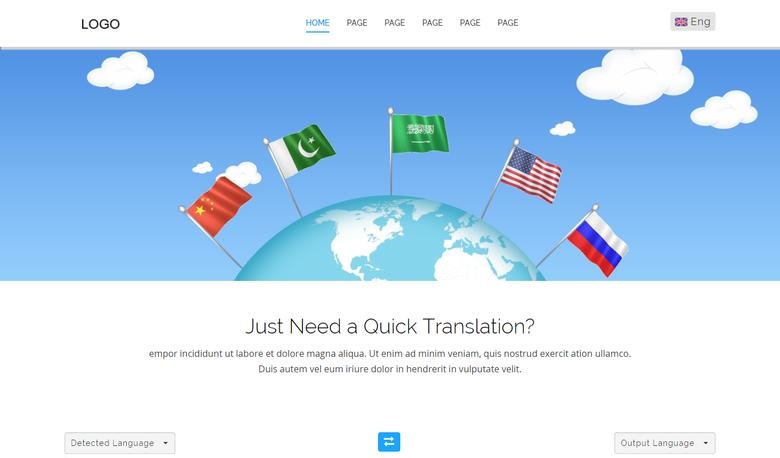 LOGO
HOME PAGE PAGE PAGE PAGE PAGE
Eng
Just Need a Quick Translation?
empor incididunt ut labore et dolore magna aliqua. Ut enim ad minim veniam, quis nostrud exercit ation ullamco.
Duis autem vel eum iriure dolor in hendrerit in vulputate velit.
Detected Language
Output Language